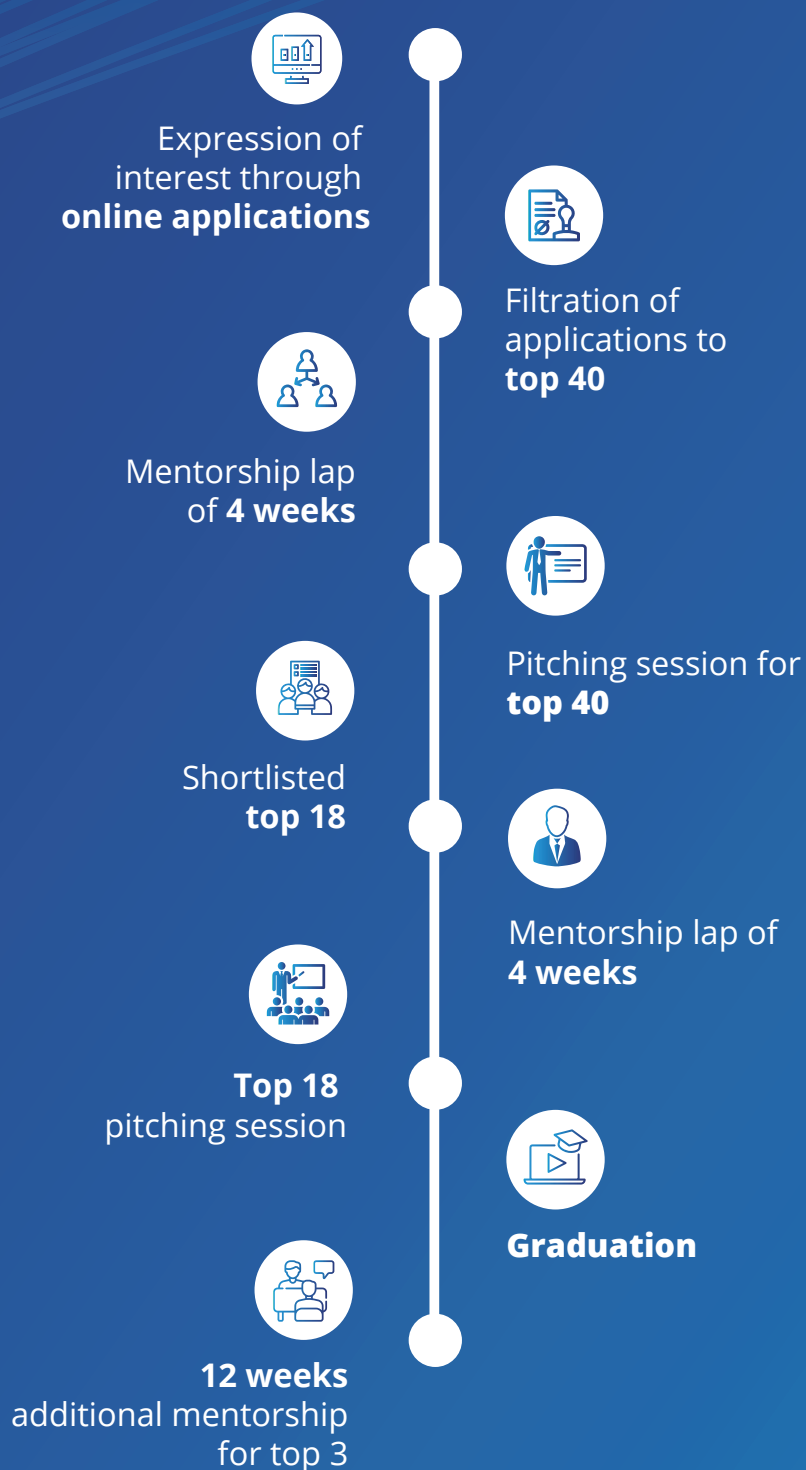 Expression of
interest through
online applications
Filtration of
applications to
top 40
Mentorship lap
of 4 weeks
Pitching session for
top 40
Shortlisted
top 18
Mentorship lap of
4 weeks
Top 18
pitching session
Graduation
12 weeks
additional mentorship
for top 3